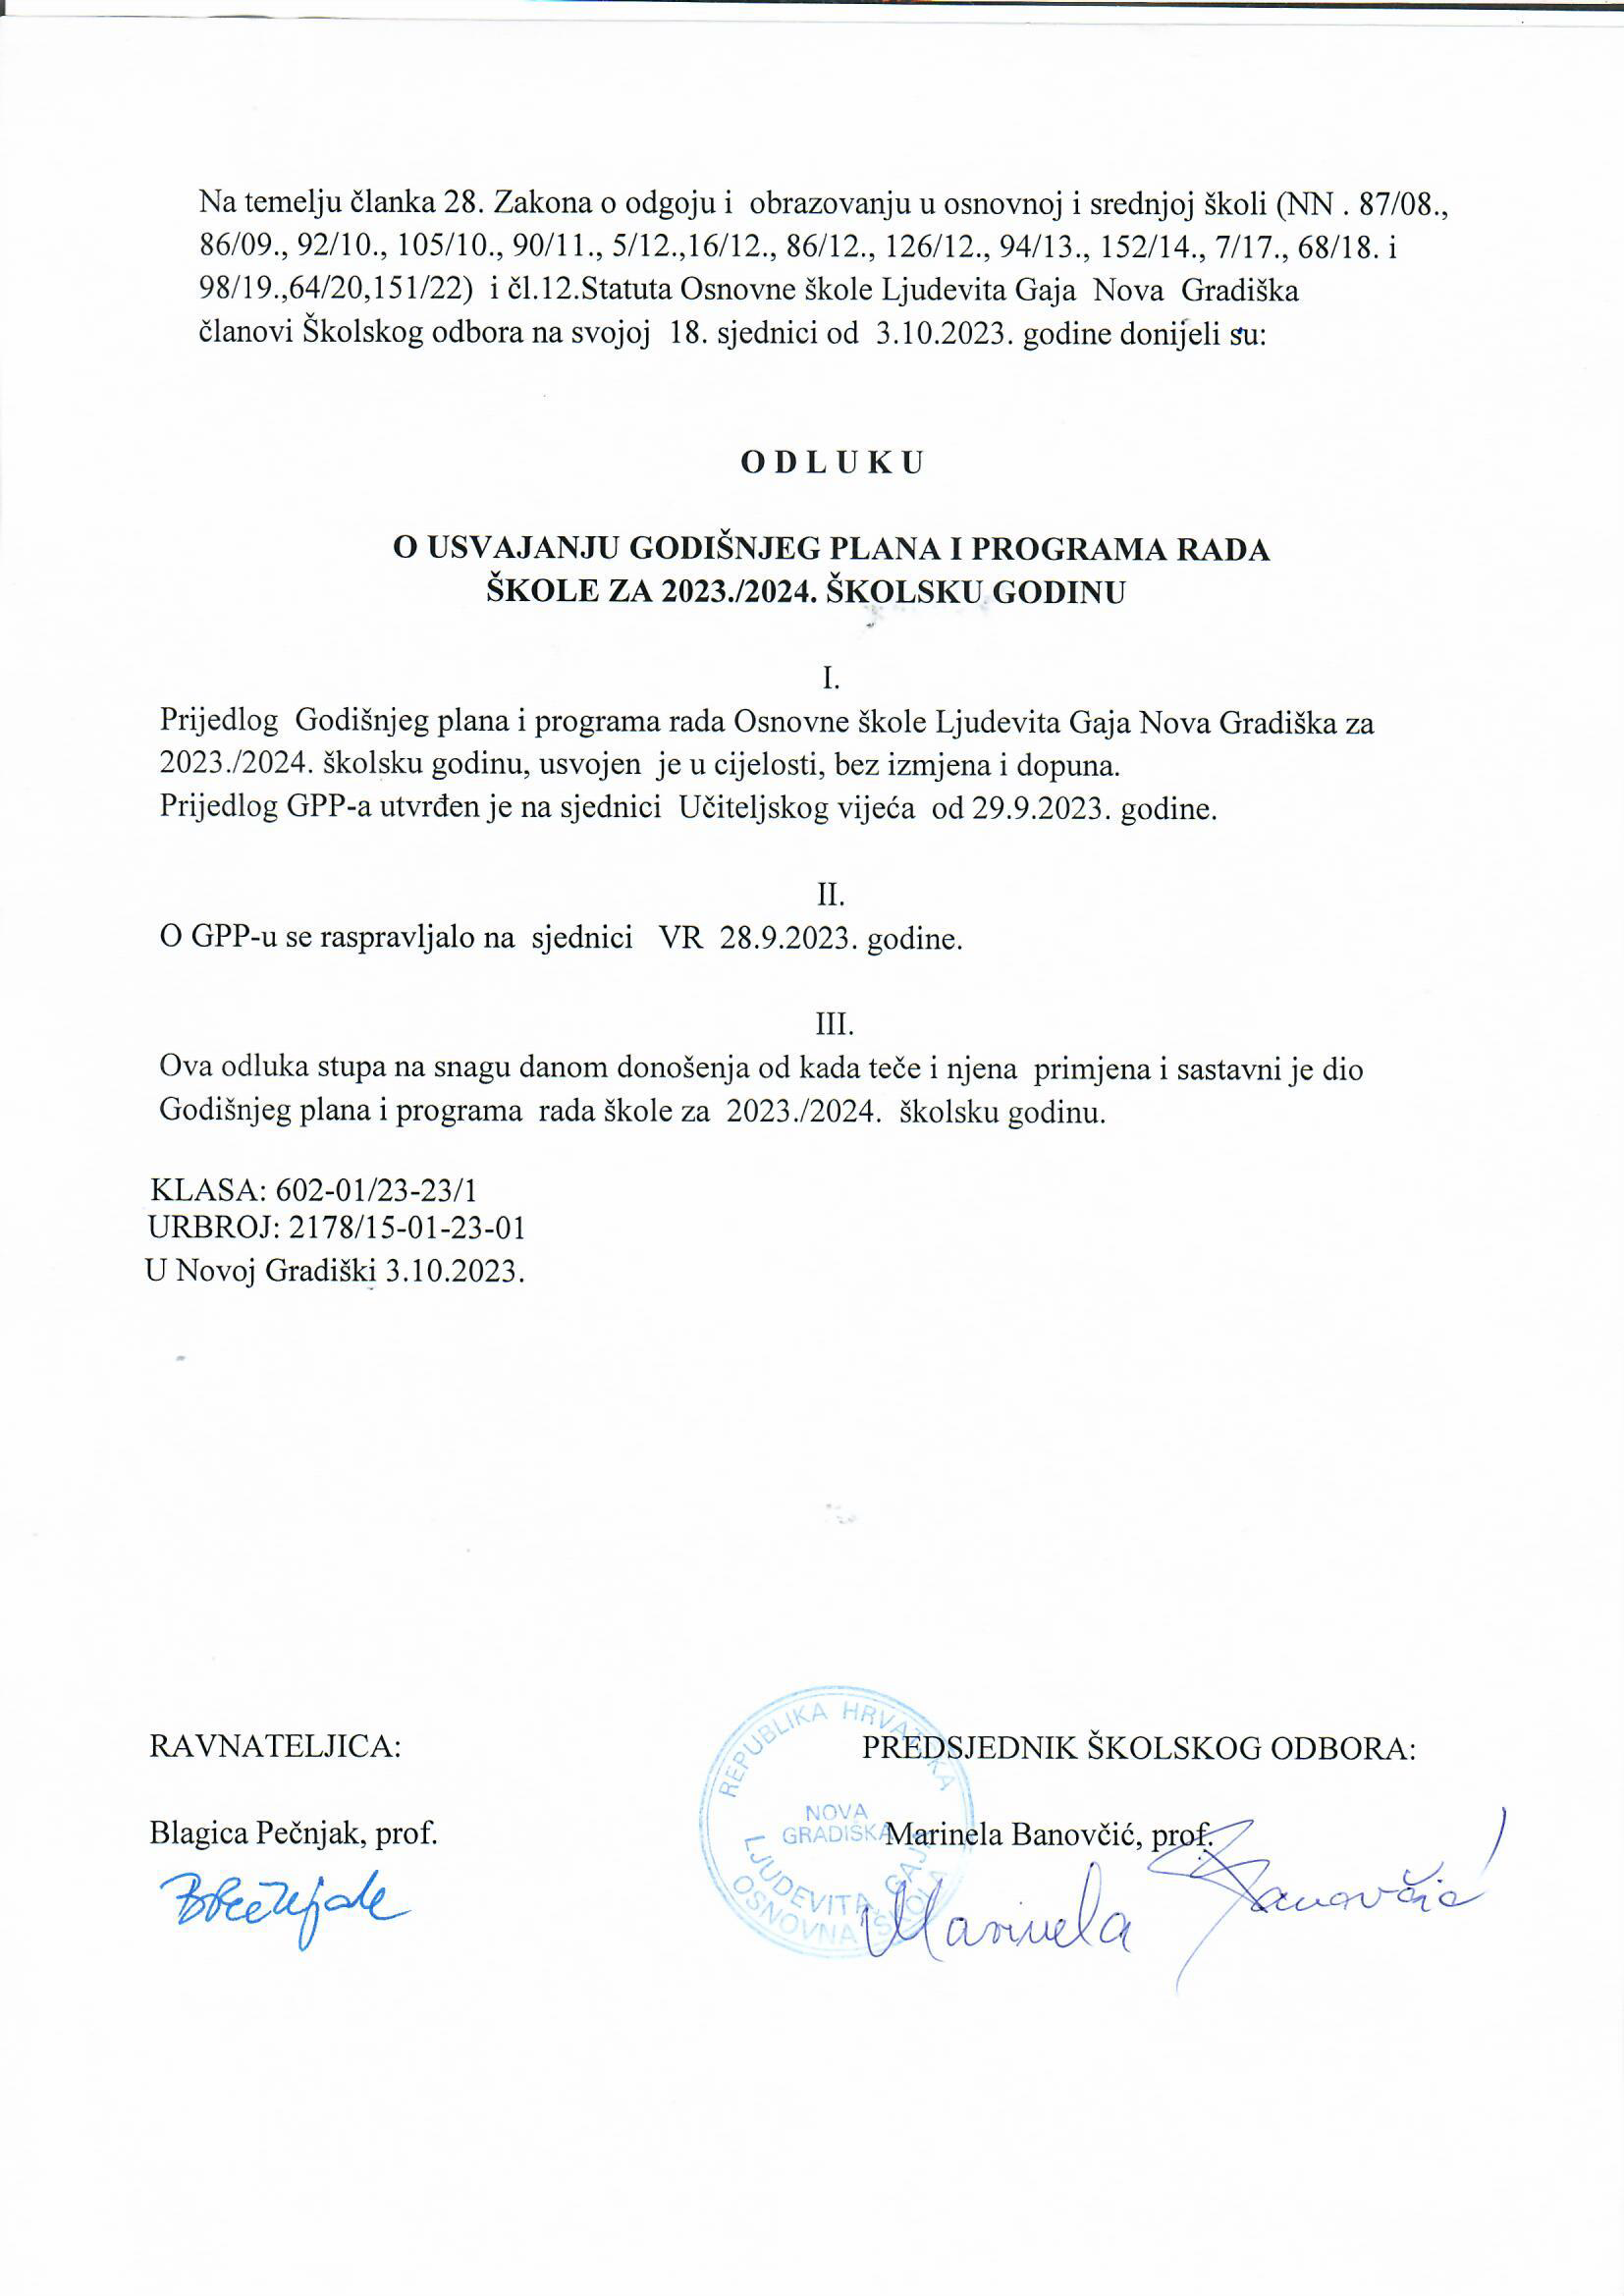 Na temelju članka 28. Zakona o odgoju i obrazovanju u osnovnoj i srednjoj školi (NN . 87/08.,
86/09., 92/10., 105/10., 90/11., 5/12.,16/12., 86/12., 126/12., 94/13., 152/14., 7/17., 68/18. i
98/19.,64/20,151/22) i čl.12.Statuta Osnovne škole Ljudevita Gaja Nova Gradiška
članovi Školskog odbora na svojoj 18. sjednici od 3.10.2023. godine donijeli su:
O D L U K U
O USVAJANJU GODIŠNJEG PLANA I PROGRAMA RADA
ŠKOLE ZA 2023./2024. ŠKOLSKU GODINU
I.
Prijedlog Godišnjeg plana i programa rada Osnovne škole Ljudevita Gaja Nova Gradiška za
2023./2024. školsku godinu, usvojen je u cijelosti, bez izmjena i dopuna.
Prijedlog GPP-a utvrđen je na sjednici Učiteljskog vijeća od 29.9.2023. godine.
II.
O GPP-u se raspravljalo na sjednici VR 28.9.2023. godine.
III.
Ova odluka stupa na snagu danom donošenja od kada teče i njena primjena i sastavni je dio
Godišnjeg plana i programa rada škole za 2023./2024. školsku godinu.
KLASA: 602-01/23-23/1
URBROJ: 2178/15-01-23-01
U Novoj Gradiški 3.10.2023.
RAVNATELJICA:
PREDSJEDNIK ŠKOLSKOG ODBORA:
Blagica Pečnjak, prof.
Marinela Banovčić, prof.
REPUBLIKA HRVATSKA
NOVA
GRADIŠKA
LJUDEVITA GAJA
OSNOVNA ŠKOLA
Marinela Banovčić